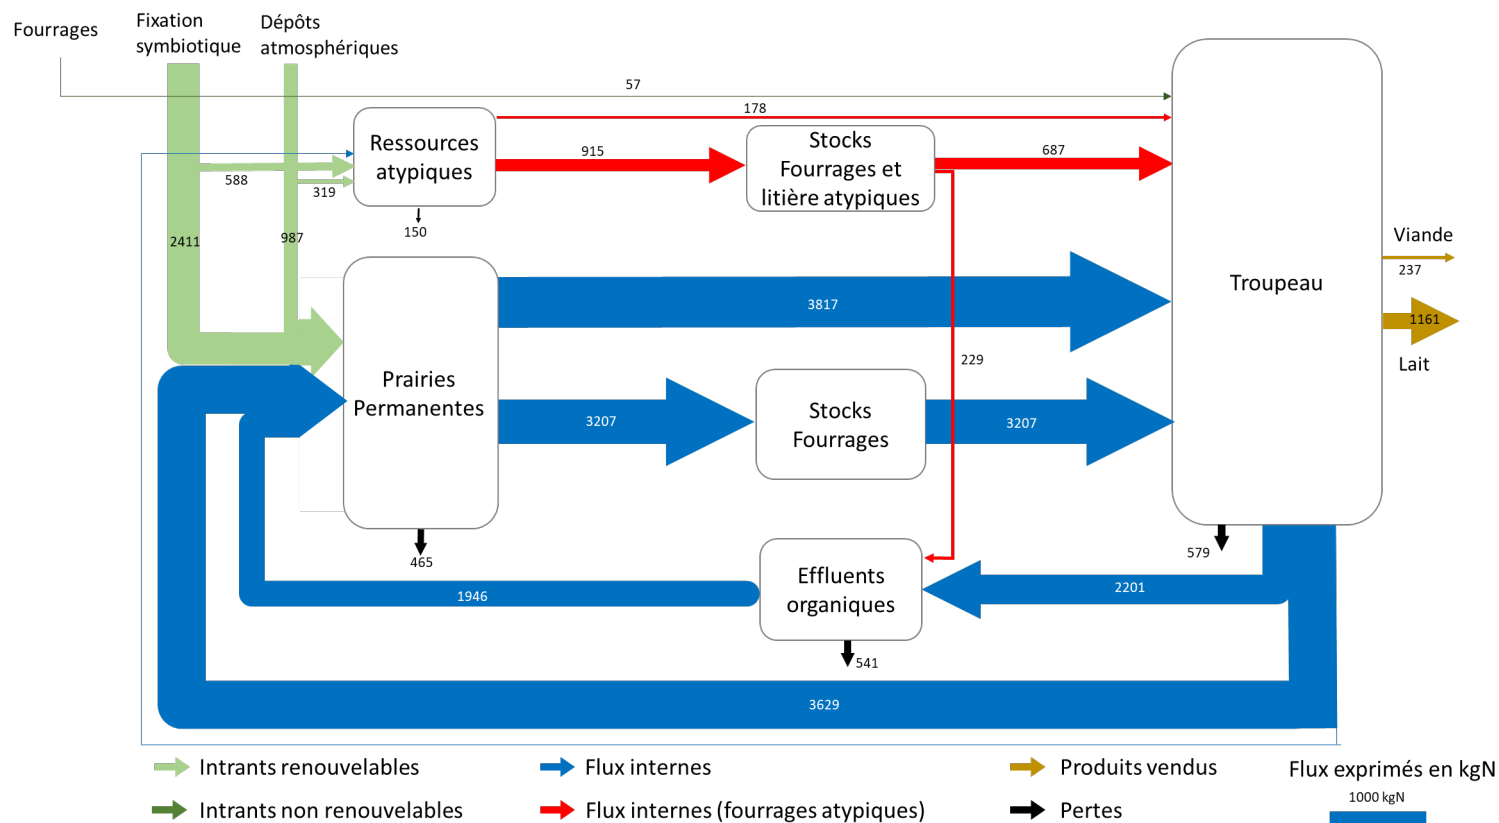 Fourrages
Fixation
symbiotique
Dépôts
atmosphériques
57
178
Ressources
atypiques
915
Stocks
Fourrages et
litière atypiques
687
588
319
150
2411
987
Viande
237
1161
Lait
Troupeau
3817
229
Prairies
Permanentes
3207
Stocks
Fourrages
3207
465
579
Effluents
organiques
2201
1946
541
3629
Intrants renouvelables
Flux internes
Produits vendus
Flux exprimés en kgN
Intrants non renouvelables
Flux internes (fourrages atypiques)
Pertes
1000 kgN